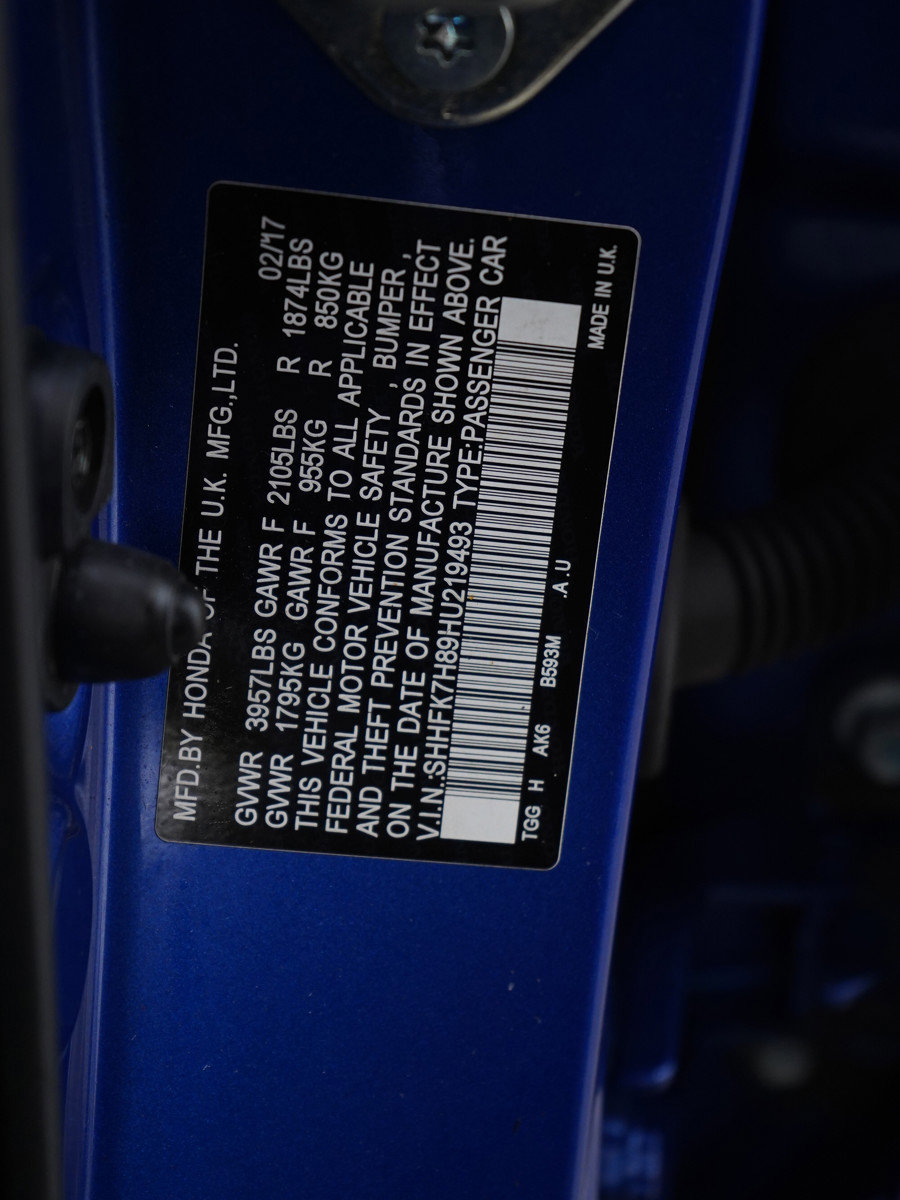 MFD.BY HONDA OF THE U.K. MFG.,LTD.
02/17
GVWR 3957LBS GAWR F 2105LBS R 1874LBS
GVWR 1795KG GAWR F 955KG R 850KG
THIS VEHICLE CONFORMS TO ALL APPLICABLE
FEDERAL MOTOR VEHICLE SAFETY , BUMPER ,
AND THEFT PREVENTION STANDARDS IN EFFECT
ON THE DATE OF MANUFACTURE SHOWN ABOVE.
V.I.N.:SHHFK7H89HU219493 TYPE:PASSENGER CAR
TGG H AK6 B593M .A.U MADE IN U.K.